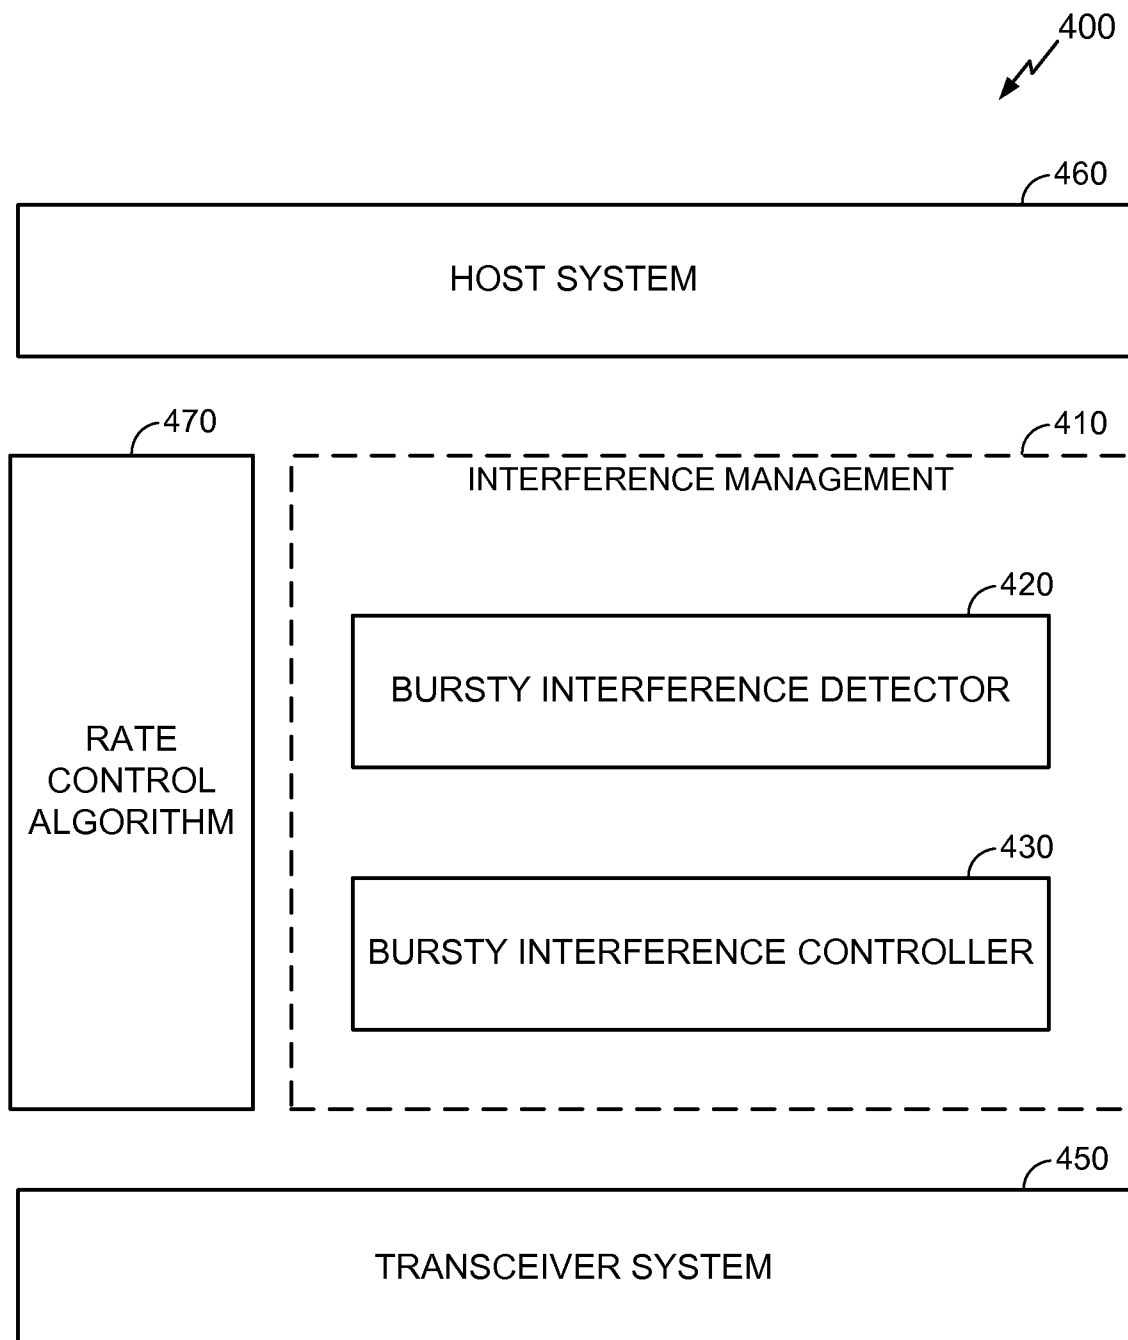 400
460
HOST SYSTEM
470
410
INTERFERENCE MANAGEMENT
420
BURSTY INTERFERENCE DETECTOR
RATE
CONTROL
ALGORITHM
430
BURSTY INTERFERENCE CONTROLLER
450
TRANSCEIVER SYSTEM